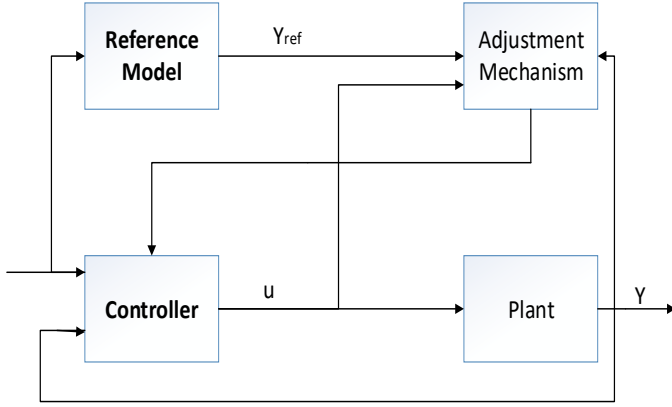 Reference
Model
Yref
Adjustment
Mechanism
Controller
u
Plant
Y